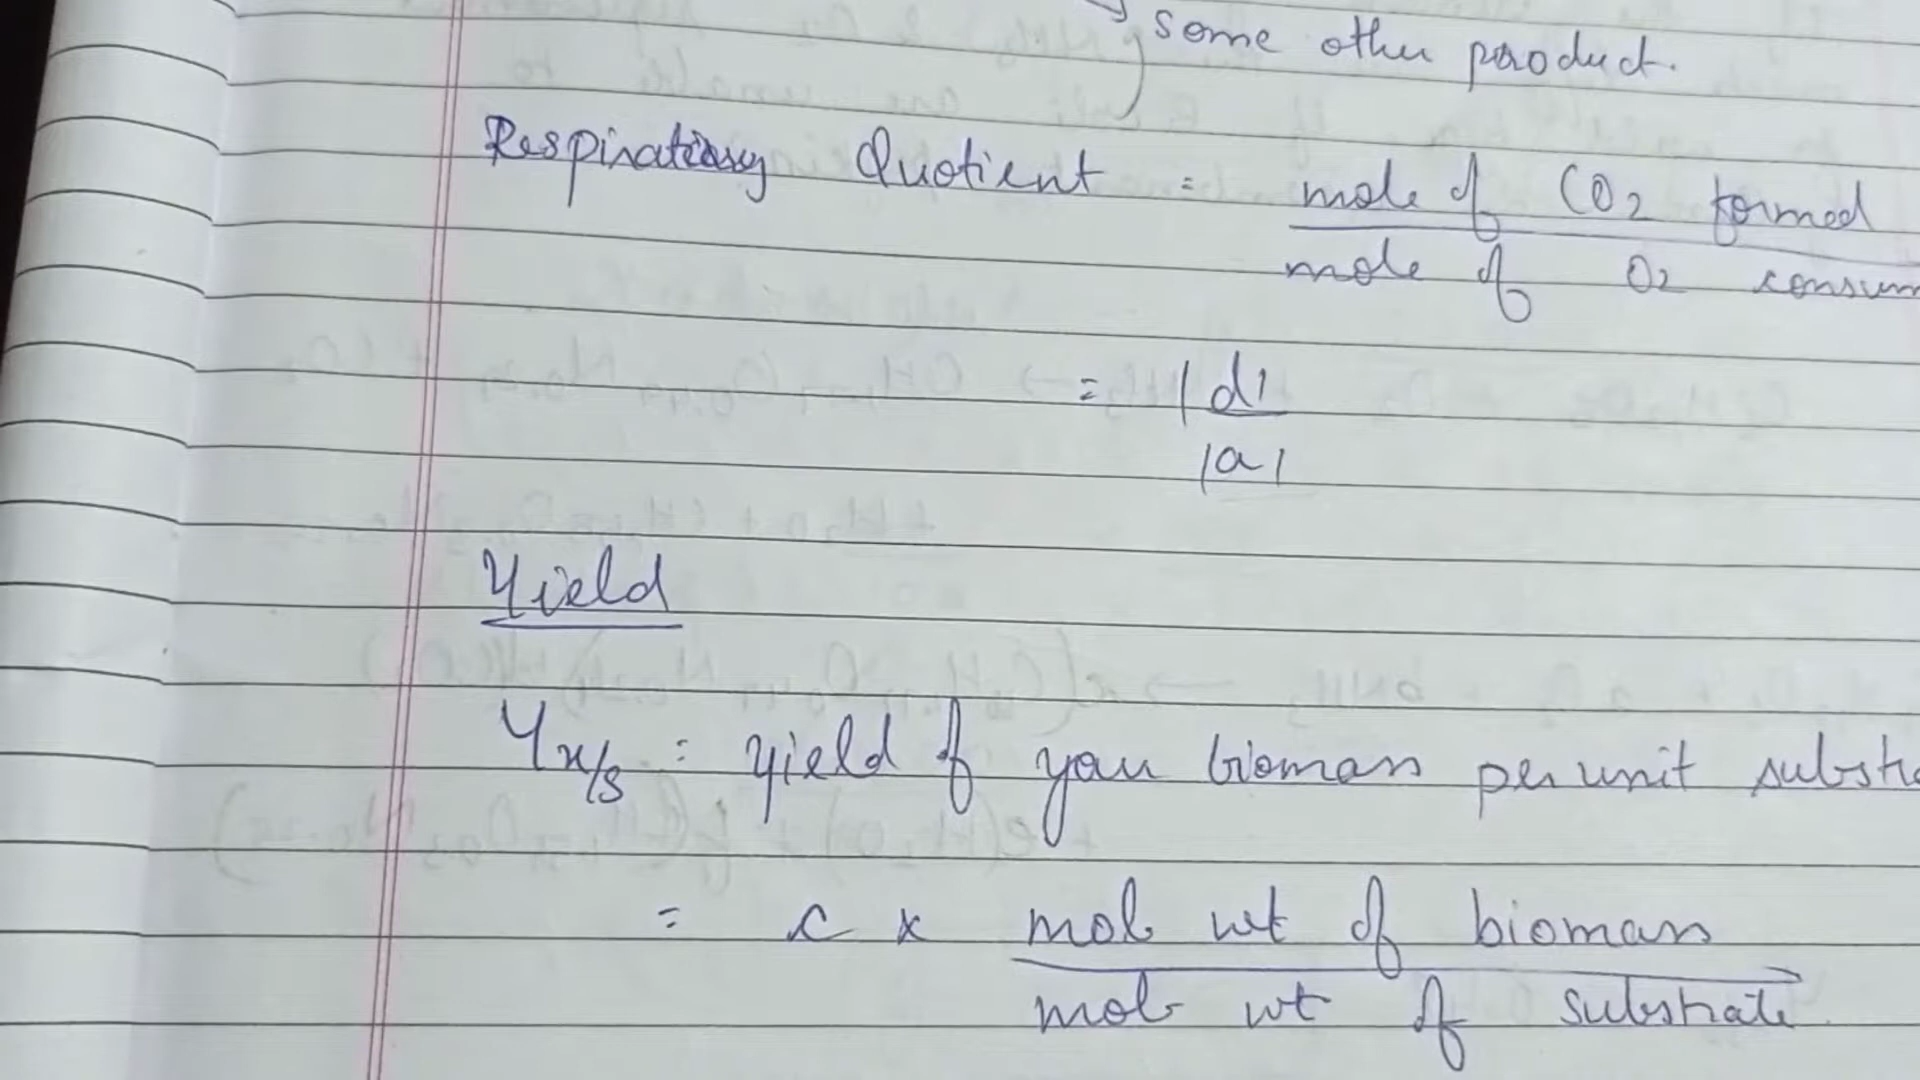 some other product.
Respiratory Quotient = mole of CO2 formed
mole of O2 consum
= |d|
|a|
Yield
Yx/s = yield of your biomass per unit substra
= c x mol wt of biomass
mol wt of substrate